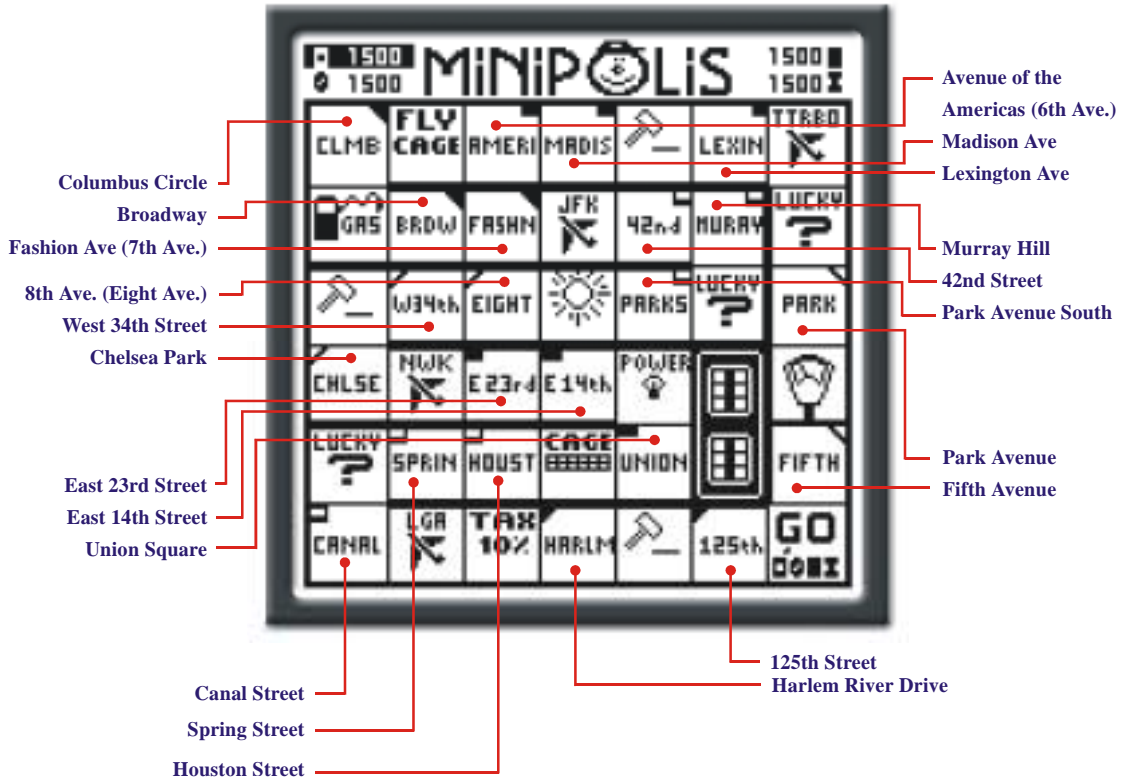 1500 MiNiPOLiS 1500
1500 1500
CLMB FLY CAGE AMERI MADIS LEXIN TTRBO
GAS BRDW FASHN JFK 42nd MURAY LUCKY ?
W34th EIGHT PARKS LUCKY ? PARK
CHLSE NWK E 23rd E 14th POWER
LUCKY ? SPRIN HOUST CAGE UNION FIFTH
CANAL LGA TAX 10% HARLM 125th GO
Columbus Circle
Broadway
Fashion Ave (7th Ave.)
8th Ave. (Eight Ave.)
West 34th Street
Chelsea Park
East 23rd Street
East 14th Street
Union Square
Canal Street
Spring Street
Houston Street
Avenue of the
Americas (6th Ave.)
Madison Ave
Lexington Ave
Murray Hill
42nd Street
Park Avenue South
Park Avenue
Fifth Avenue
125th Street
Harlem River Drive